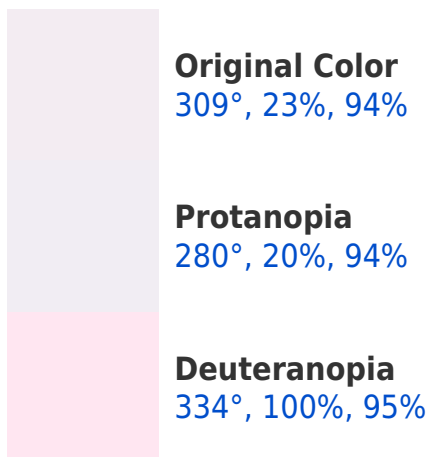 Original Color
309°, 23%, 94%
Protanopia
280°, 20%, 94%
Deuteranopia
334°, 100%, 95%